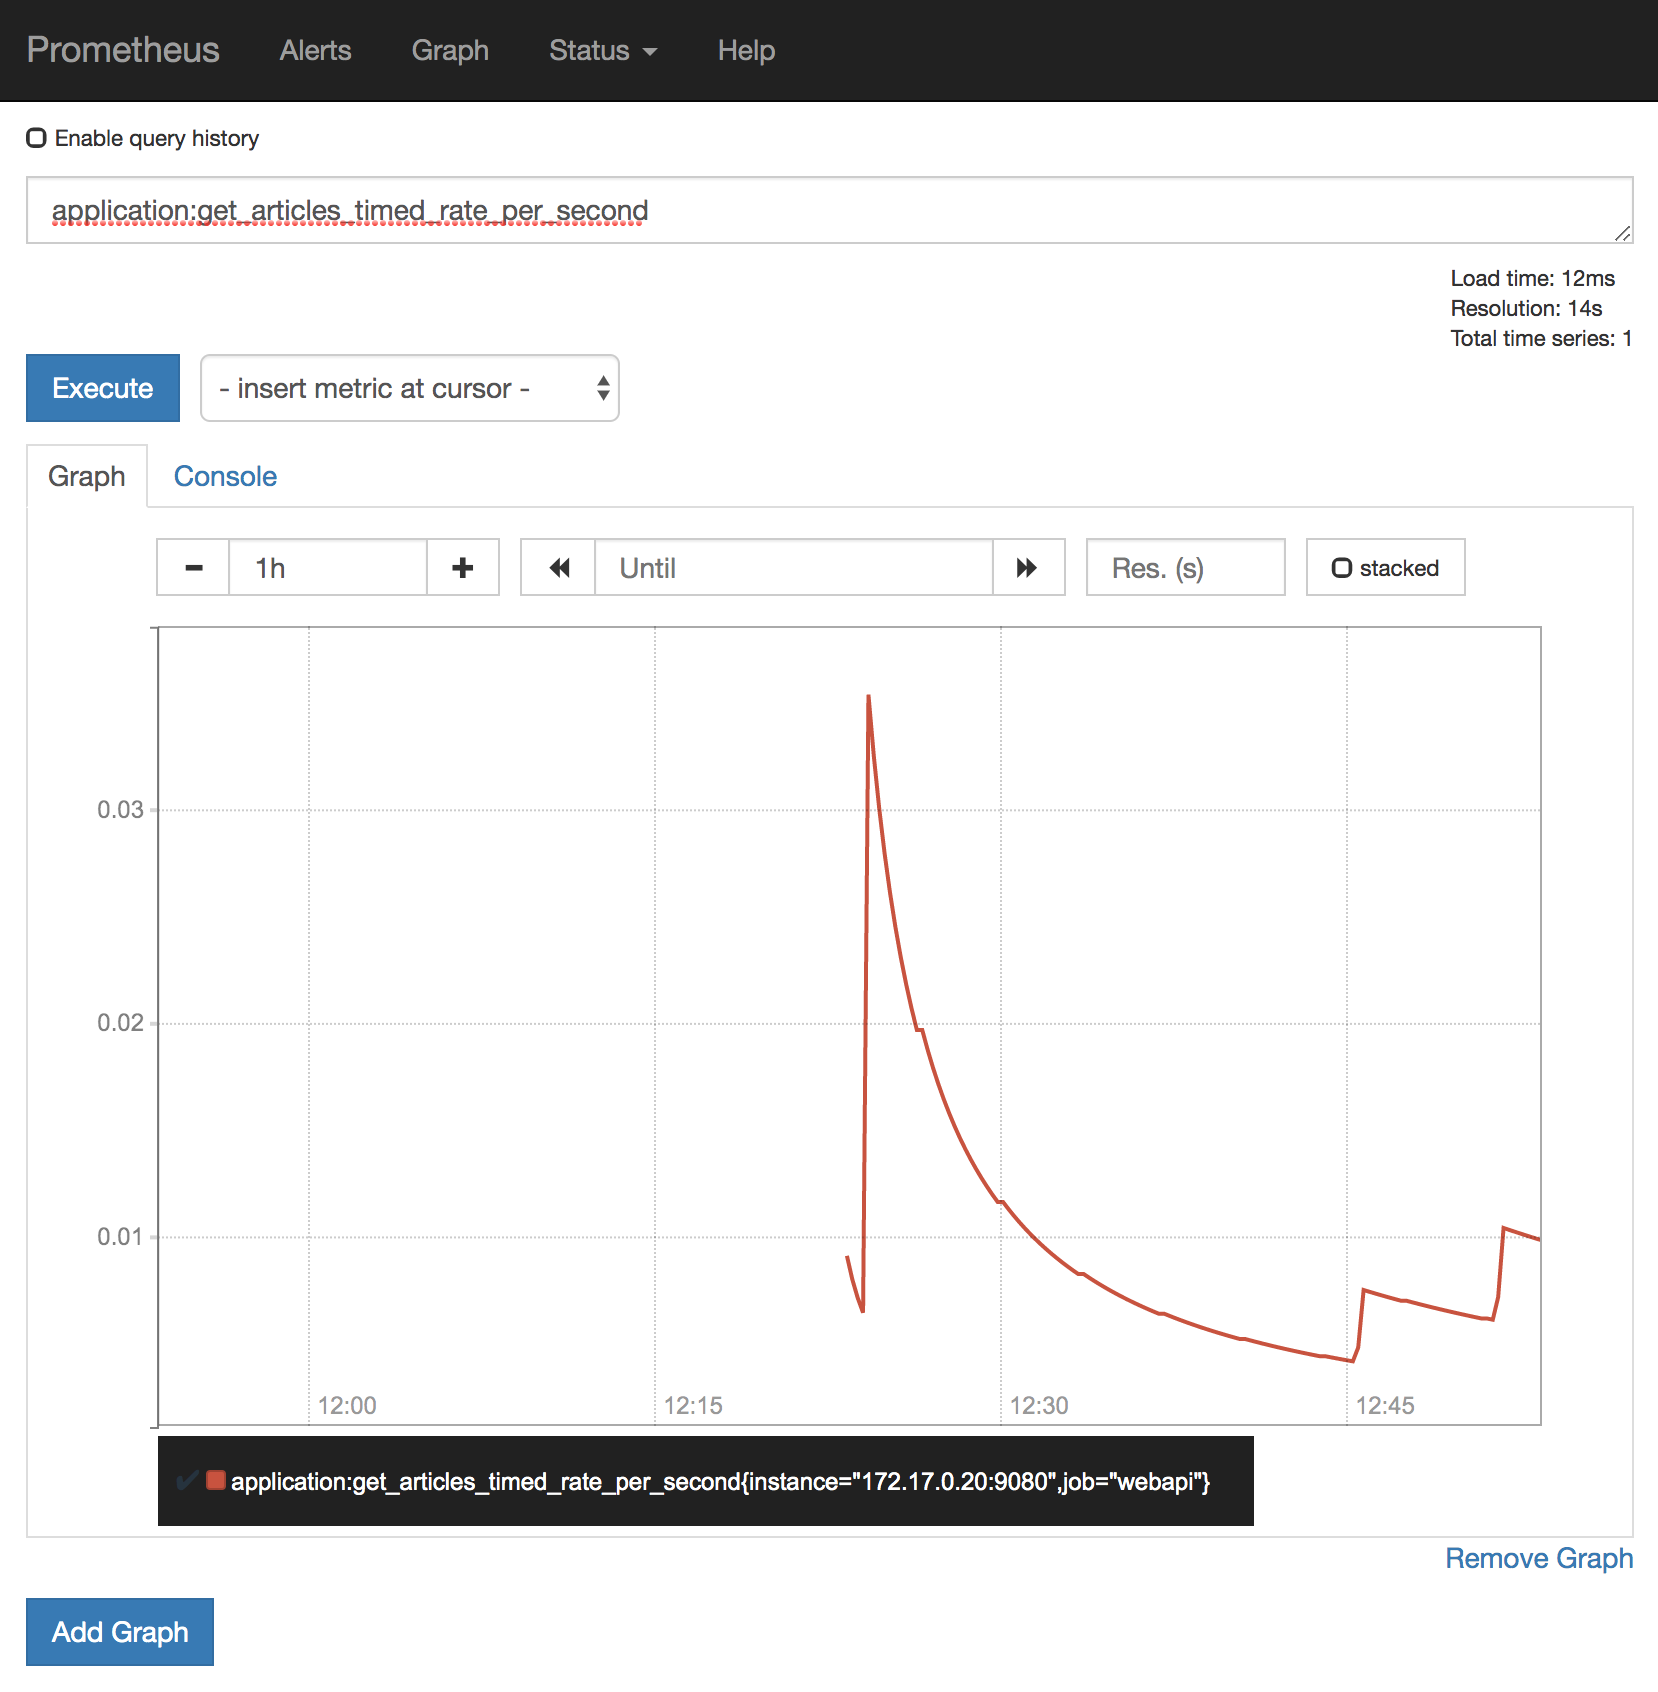 Prometheus Alerts Graph Status Help
Enable query history
application:get_articles_timed_rate_per_second
Load time: 12ms
Resolution: 14s
Total time series: 1
Execute - insert metric at cursor -
Graph Console
1h Until Res. (s) stacked
0.03
0.02
0.01
12:00 12:15 12:30 12:45
application:get_articles_timed_rate_per_second{instance="172.17.0.20:9080",job="webapi"}
Remove Graph
Add Graph